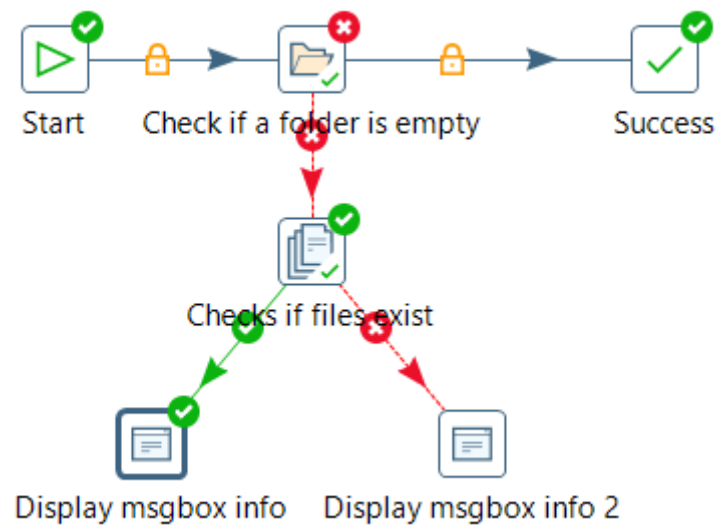 Start
Check if a folder is empty
Success
Checks if files exist
Display msgbox info
Display msgbox info 2